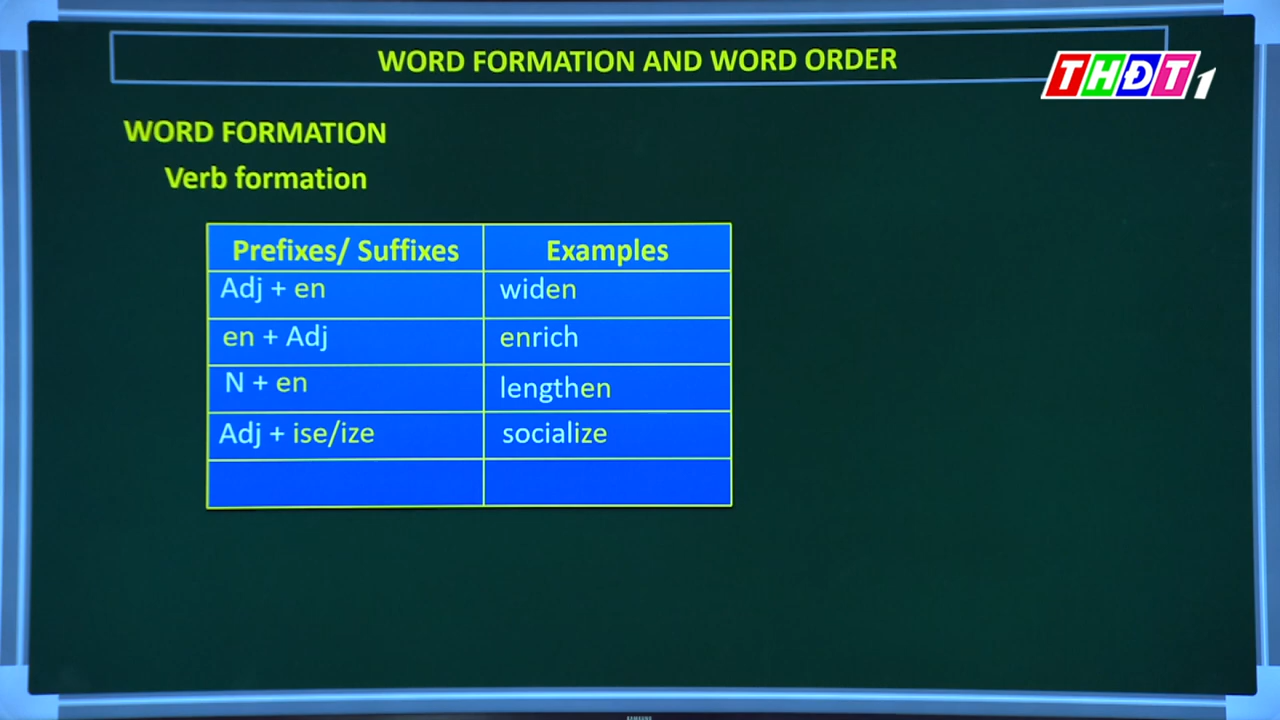 WORD FORMATION AND WORD ORDER
THĐT1
WORD FORMATION
Verb formation
Prefixes/ Suffixes Examples
Adj + en widen
en + Adj enrich
N + en lengthen
Adj + ise/ize socialize
SAMSUNG